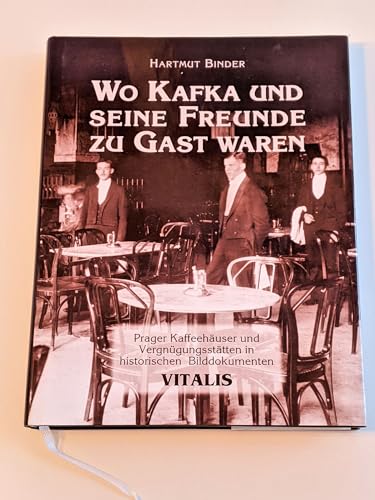 HARTMUT BINDER
WO KAFKA UND
SEINE FREUNDE
ZU GAST WAREN
Prager Kaffeehäuser und
Vergnügungsstätten in
historischen Bilddokumenten
VITALIS